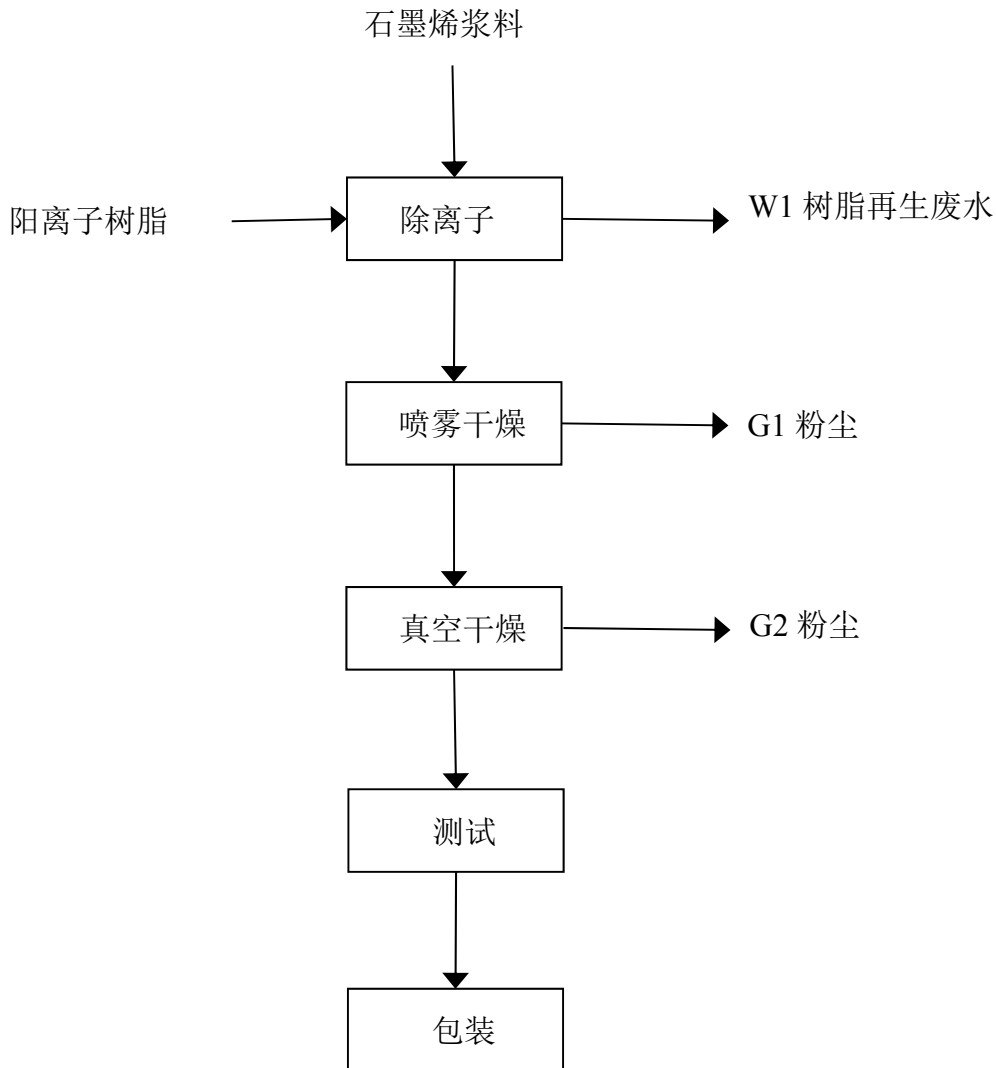 石墨烯浆料
阳离子树脂
除离子
W1 树脂再生废水
喷雾干燥
G1 粉尘
真空干燥
G2 粉尘
测试
包装